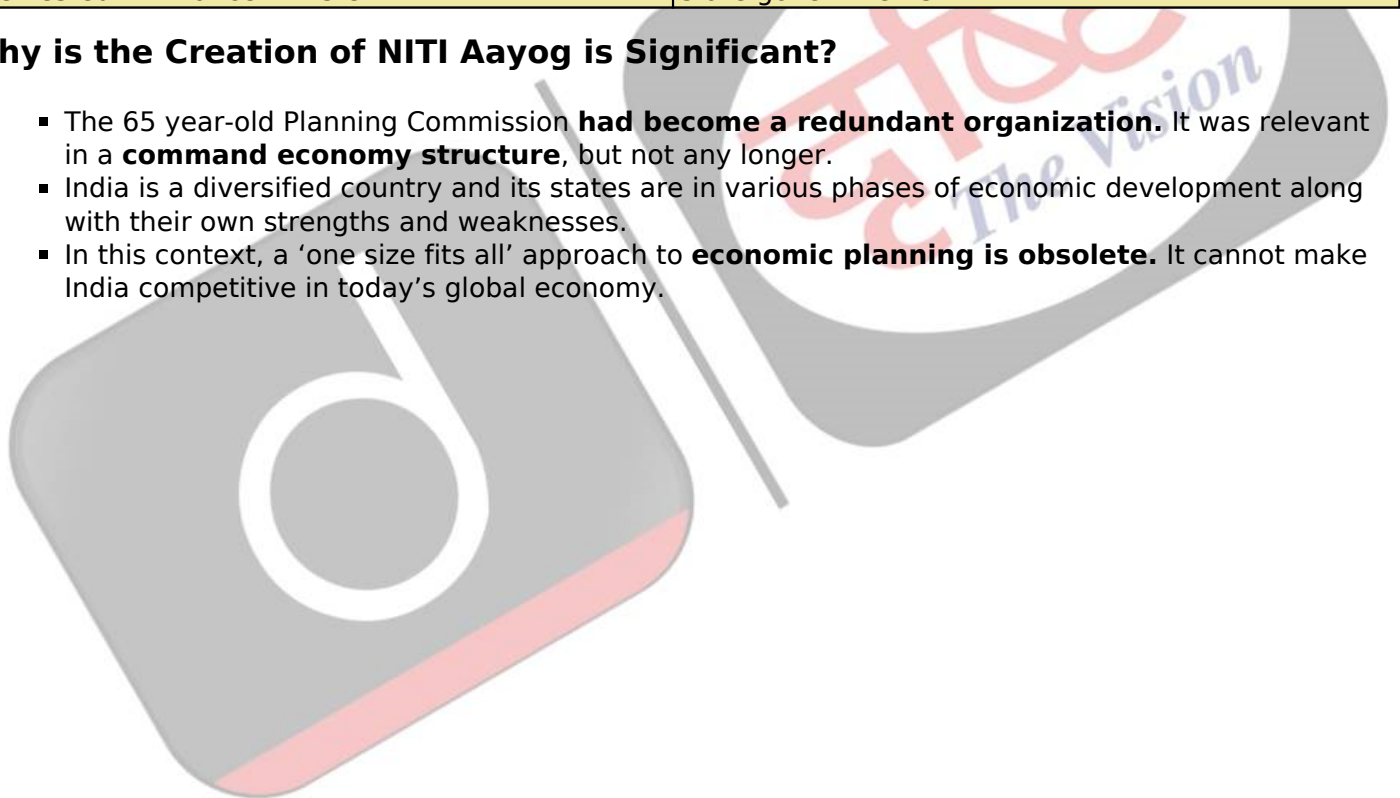 hy is the Creation of NITI Aayog is Significant?
▪ The 65 year-old Planning Commission had become a redundant organization. It was relevant
in a command economy structure, but not any longer.
▪ India is a diversified country and its states are in various phases of economic development along
with their own strengths and weaknesses.
▪ In this context, a ‘one size fits all’ approach to economic planning is obsolete. It cannot make
India competitive in today’s global economy.
The Vision